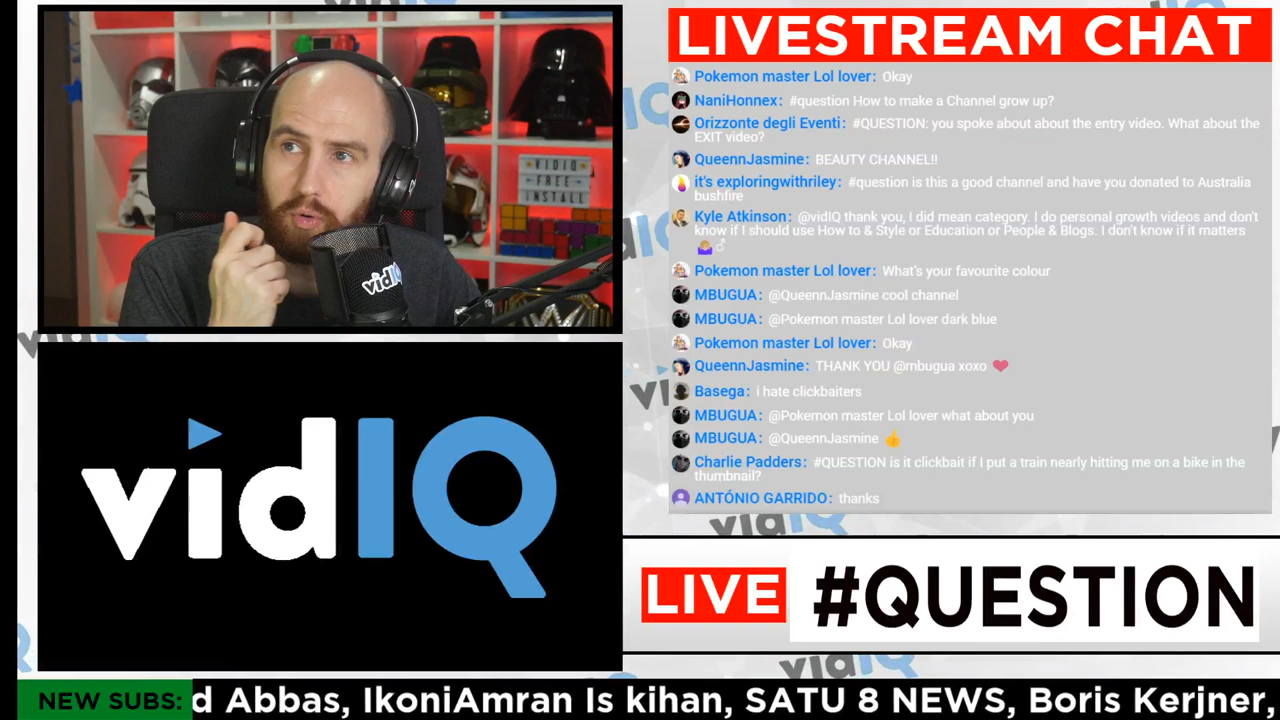 VIDIQ
FREE
INSTALL
vidIQ
vidIQ
LIVESTREAM CHAT
Pokemon master Lol lover: Okay
NaniHonnex: #question How to make a Channel grow up?
Orizzonte degli Eventi: #QUESTION: you spoke about about the entry video. What about the
EXIT video?
QueennJasmine: BEAUTY CHANNEL!!
it's exploringwithriley: #question is this a good channel and have you donated to Australia
bushfire
Kyle Atkinson: @vidIQ thank you, I did mean category. I do personal growth videos and don't
know if I should use How to & Style or Education or People & Blogs. I don't know if it matters
🤷🏼♂
Pokemon master Lol lover: What's your favourite colour
MBUGUA: @QueennJasmine cool channel
MBUGUA: @Pokemon master Lol lover dark blue
Pokemon master Lol lover: Okay
QueennJasmine: THANK YOU @mbugua xoxo ❤
Basega: i hate clickbaiters
MBUGUA: @Pokemon master Lol lover what about you
MBUGUA: @QueennJasmine 👍
Charlie Padders: #QUESTION is it clickbait if I put a train nearly hitting me on a bike in the
thumbnail?
ANTÓNIO GARRIDO: thanks
LIVE #QUESTION
NEW SUBS: d Abbas, IkoniAmran Is kihan, SATU 8 NEWS, Boris Kerjner,